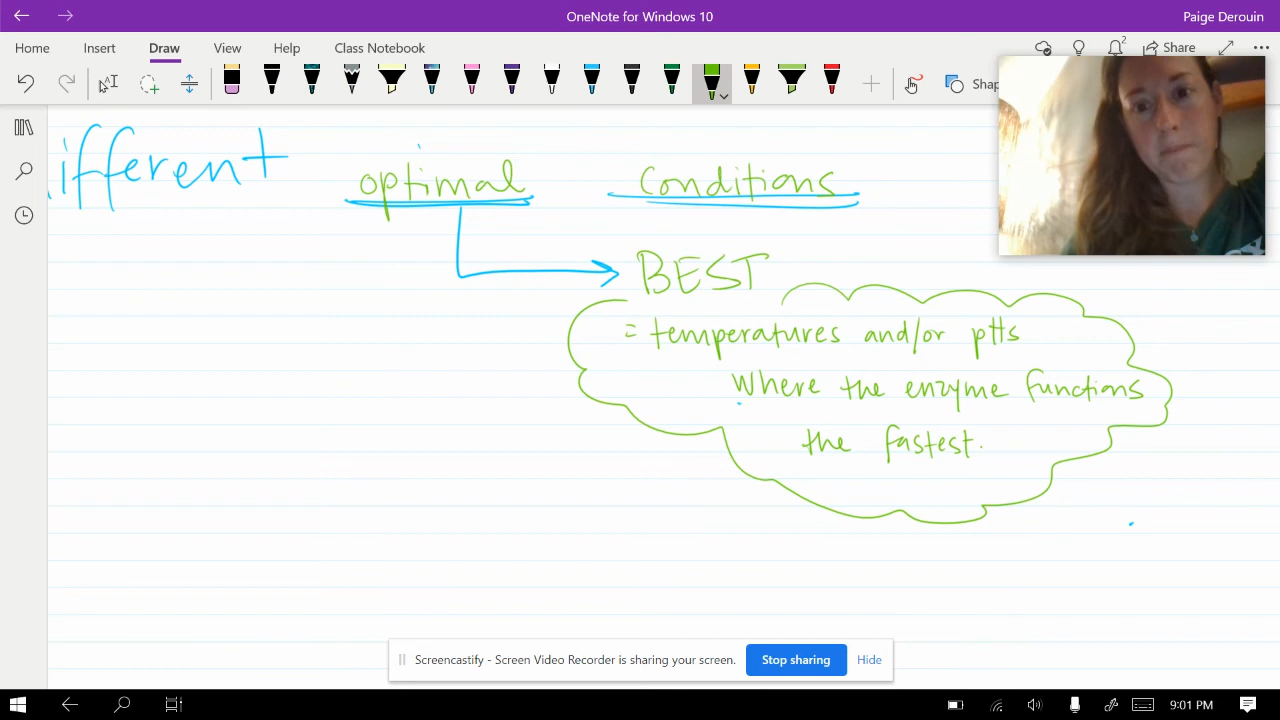 OneNote for Windows 10
Paige Derouin
Home Insert Draw View Help Class Notebook
2 Share
Shap
ifferent optimal Conditions
BEST
= temperatures and/or pHs
Where the enzyme functions
the fastest.
Screencastify - Screen Video Recorder is sharing your screen. Stop sharing Hide
9:01 PM